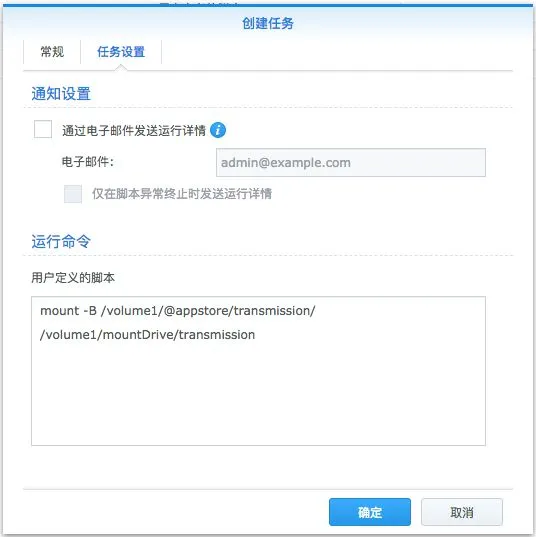 创建任务
常规
任务设置
通知设置
通过电子邮件发送运行详情 i
电子邮件: admin@example.com
仅在脚本异常终止时发送运行详情
运行命令
用户定义的脚本
mount -B /volume1/@appstore/transmission/
/volume1/mountDrive/transmission
确定 取消